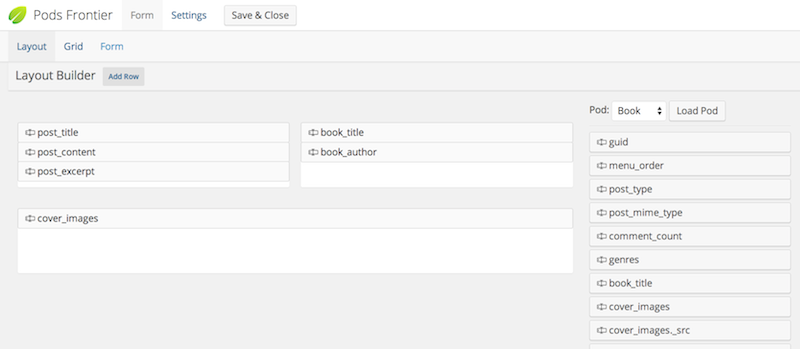 Pods Frontier Form Settings Save & Close
Layout Grid Form
Layout Builder Add Row
Pod: Book Load Pod
post_title
post_content
post_excerpt
book_title
book_author
cover_images
guid
menu_order
post_type
post_mime_type
comment_count
genres
book_title
cover_images
cover_images._src